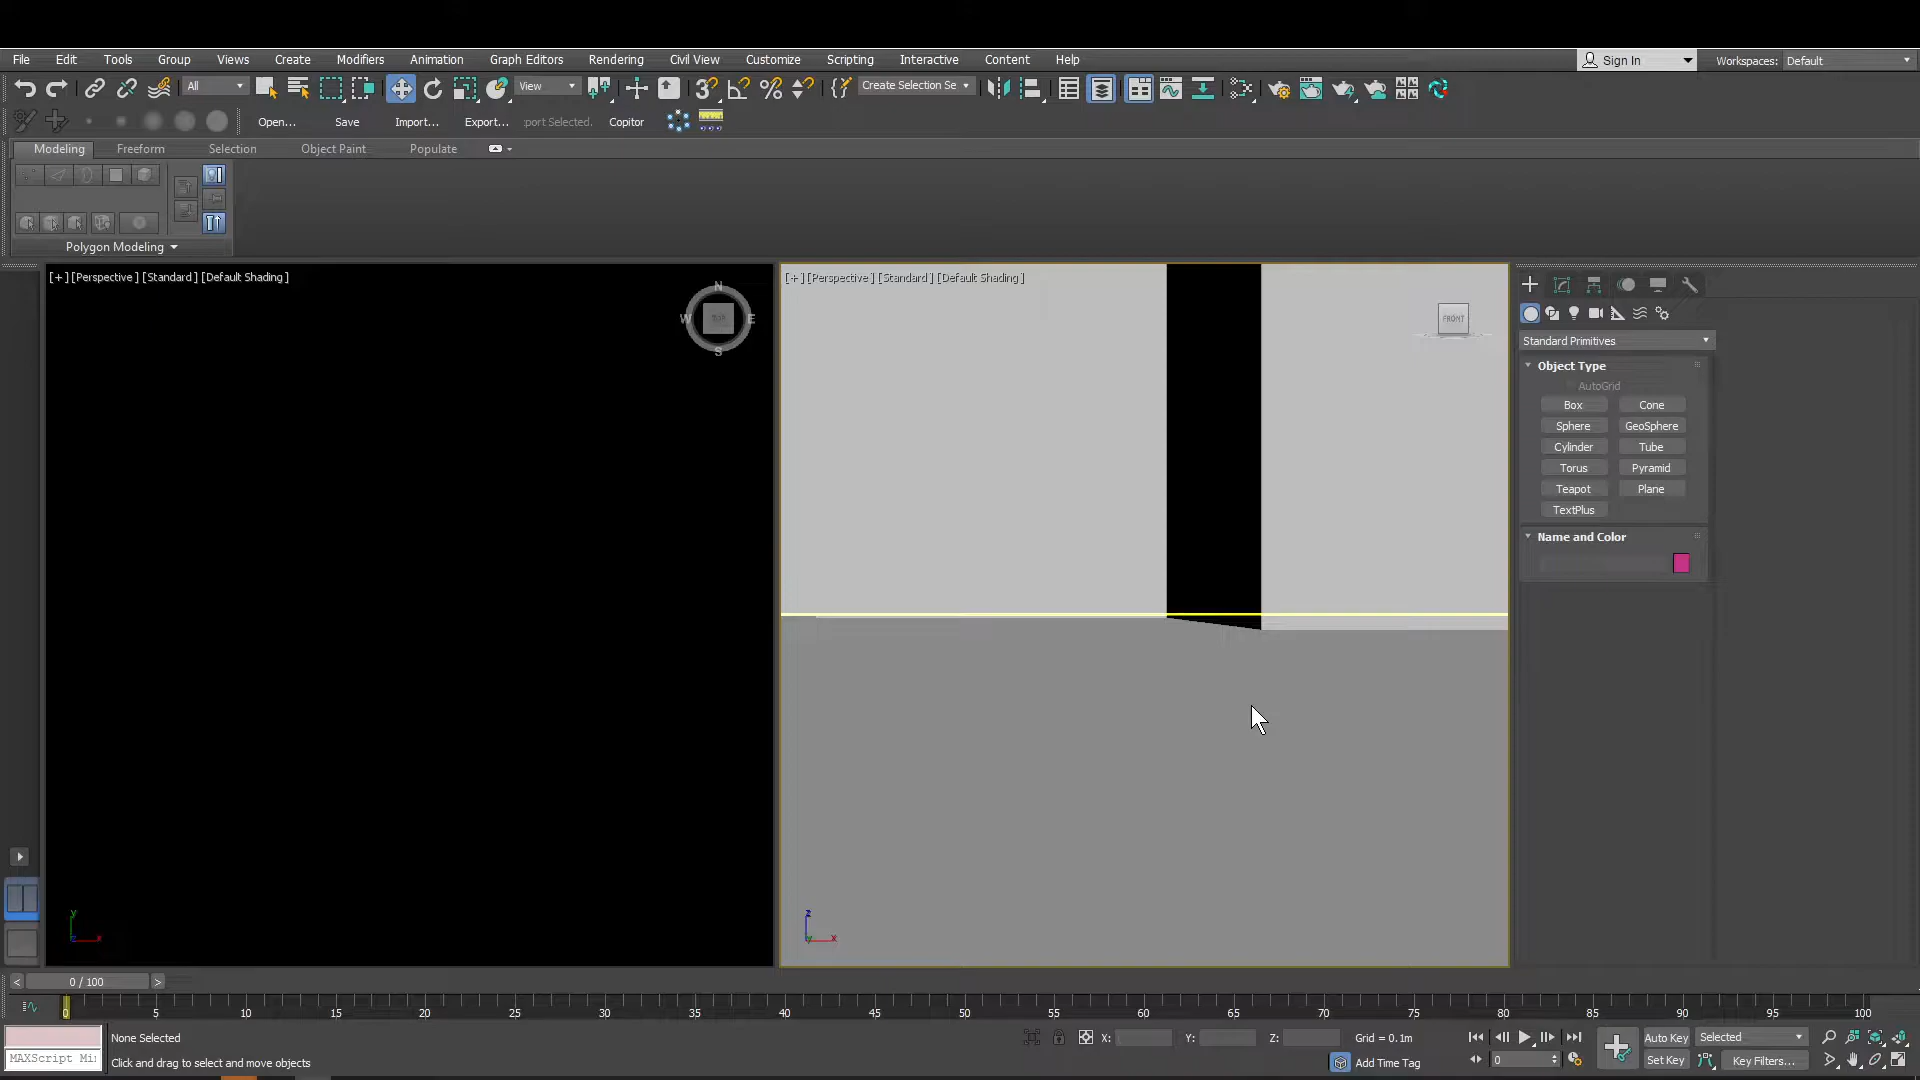 File Edit Tools Group Views Create Modifiers Animation Graph Editors Rendering Civil View Customize Scripting Interactive Content Help Sign In Workspaces: Default
All View Create Selection Se
Open... Save Import... Export... port Selected. Copitor
Modeling Freeform Selection Object Paint Populate
Polygon Modeling
[+] [Perspective] [Standard] [Default Shading] [+] [Perspective] [Standard] [Default Shading]
N
W E
S
FRONT
Standard Primitives
Object Type
AutoGrid
Box Cone
Sphere GeoSphere
Cylinder Tube
Torus Pyramid
Teapot Plane
TextPlus
Name and Color
y z
x y x
< 0 / 100 >
0 5 10 15 20 25 30 35 40 45 50 55 60 65 70 75 80 85 90 95 100
None Selected X: Y: Z: Grid = 0.1m Auto Key Selected
MAXScript Mi Click and drag to select and move objects Add Time Tag 0 Set Key Key Filters...